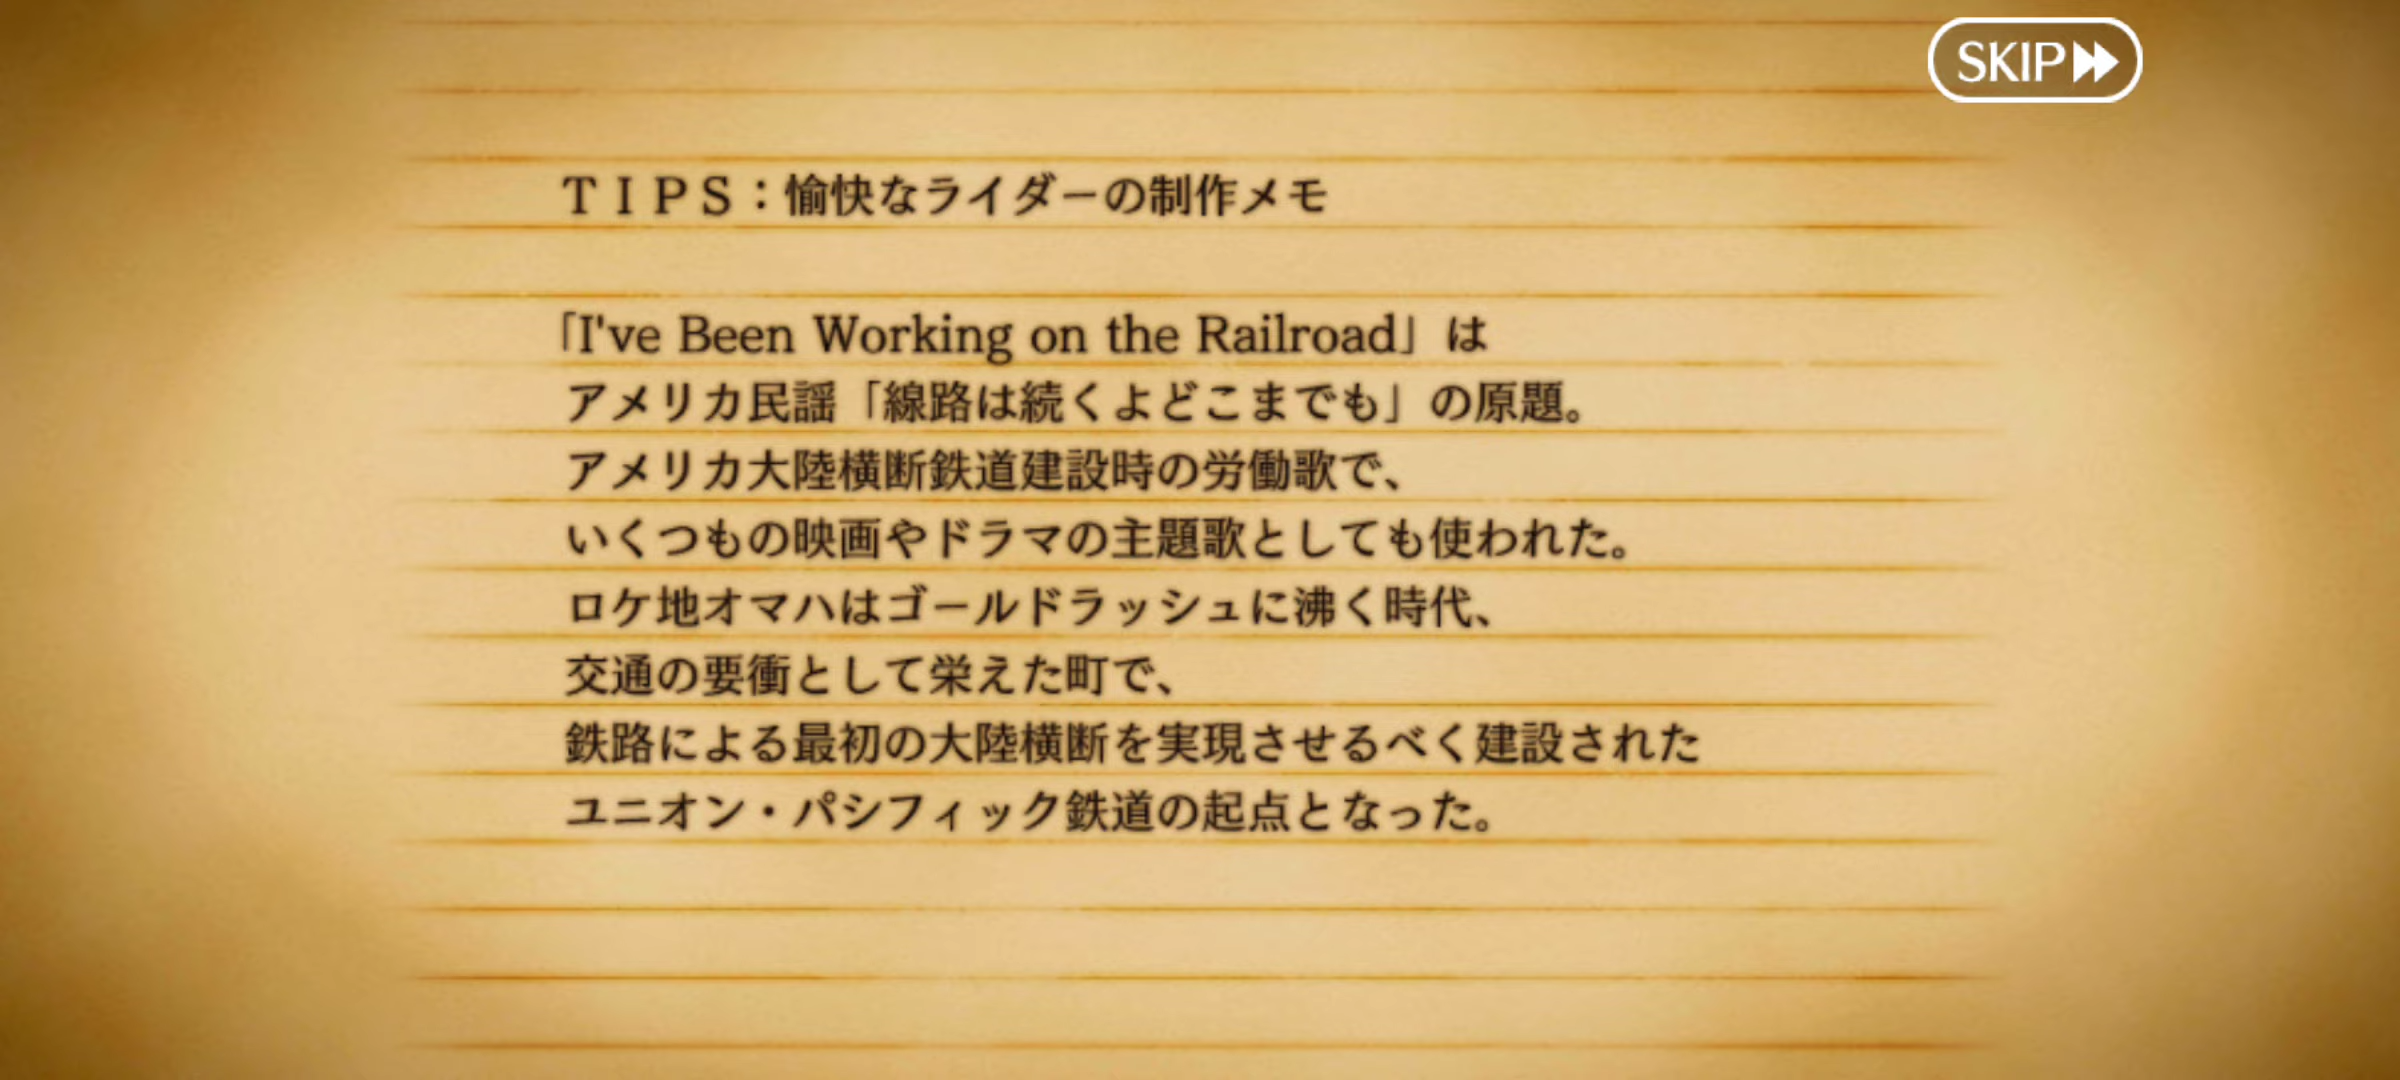 SKIP
ＴＩＰＳ：愉快なライダーの制作メモ
「I've Been Working on the Railroad」は
アメリカ民謡「線路は続くよどこまでも」の原題。
アメリカ大陸横断鉄道建設時の労働歌で、
いくつもの映画やドラマの主題歌としても使われた。
ロケ地オマハはゴールドラッシュに沸く時代、
交通の要衝として栄えた町で、
鉄路による最初の大陸横断を実現させるべく建設された
ユニオン・パシフィック鉄道の起点となった。